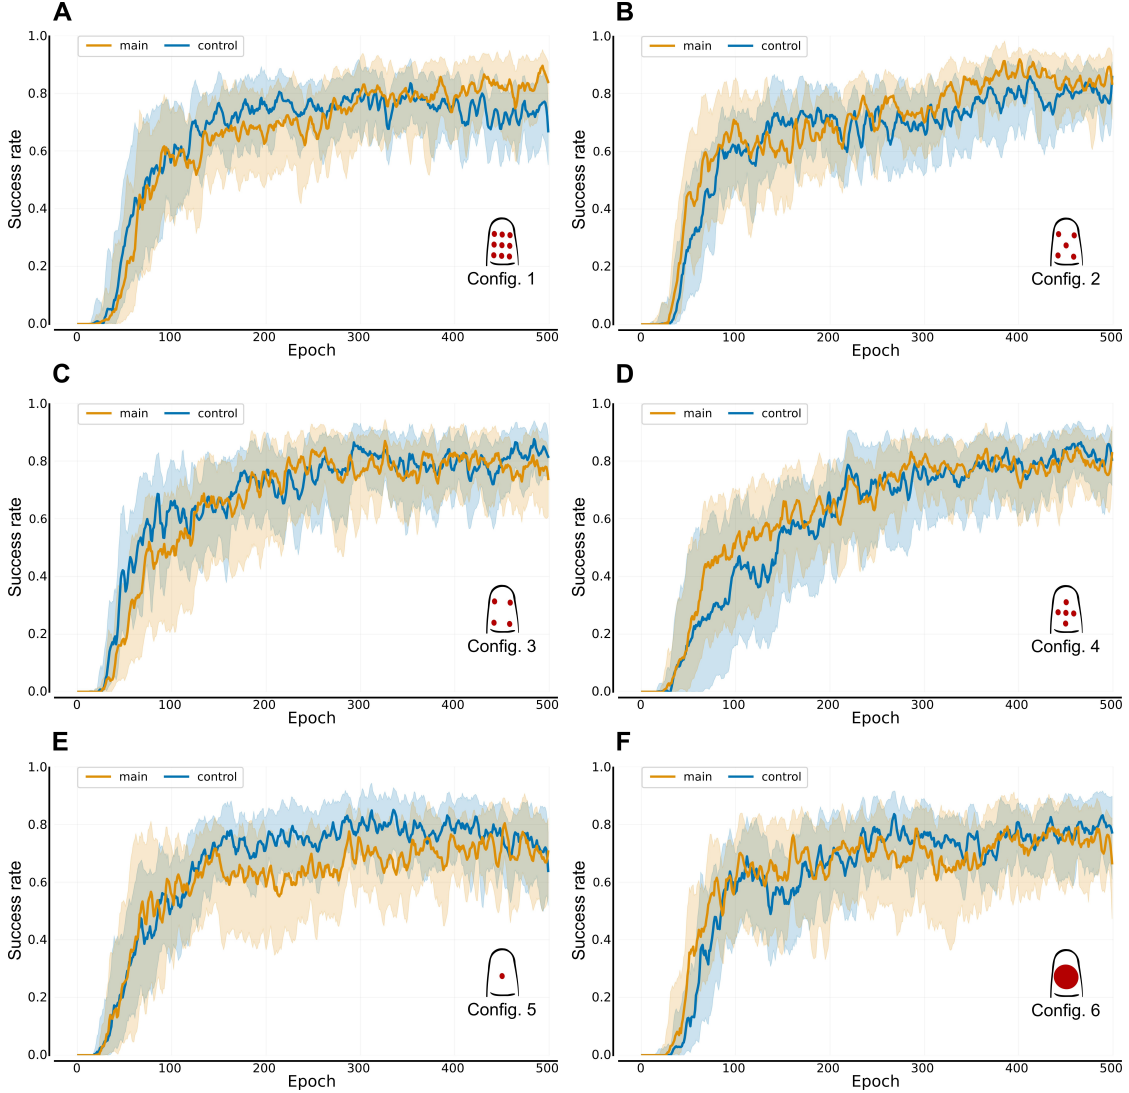 A
B
1.0
0.8
0.6
0.4
0.2
0.0
Success rate
main control
Config. 1
0 100 200 300 400 500
Epoch
1.0
0.8
0.6
0.4
0.2
0.0
Success rate
main control
Config. 2
0 100 200 300 400 500
Epoch
C
D
1.0
0.8
0.6
0.4
0.2
0.0
Success rate
main control
Config. 3
0 100 200 300 400 500
Epoch
1.0
0.8
0.6
0.4
0.2
0.0
Success rate
main control
Config. 4
0 100 200 300 400 500
Epoch
E
F
1.0
0.8
0.6
0.4
0.2
0.0
Success rate
main control
Config. 5
0 100 200 300 400 500
Epoch
1.0
0.8
0.6
0.4
0.2
0.0
Success rate
main control
Config. 6
0 100 200 300 400 500
Epoch